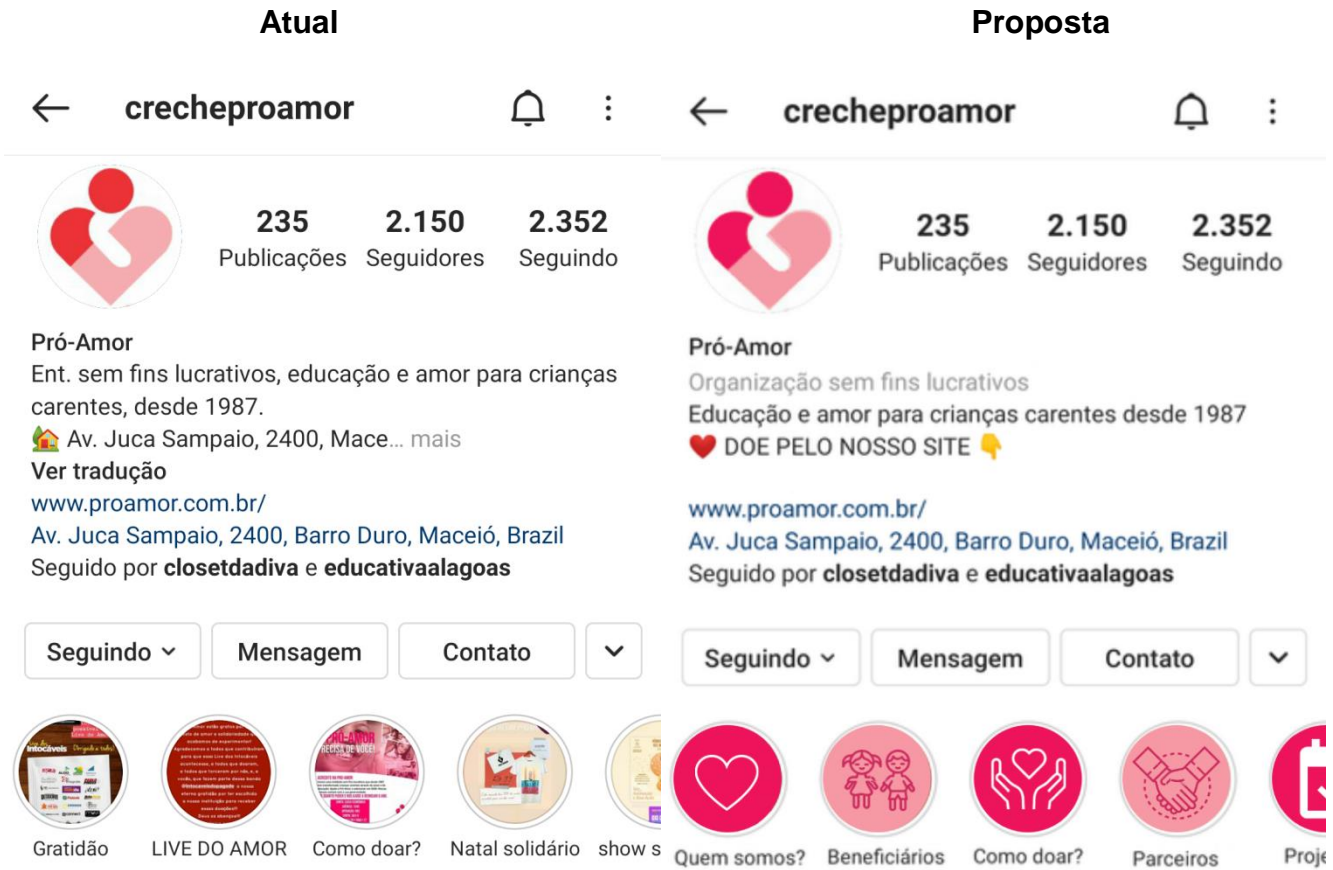 Atual
crecheproamor
235 2.150 2.352
Publicações Seguidores Seguindo
Pró-Amor
Ent. sem fins lucrativos, educação e amor para crianças
carentes, desde 1987.
🏡 Av. Juca Sampaio, 2400, Mace... mais
Ver tradução
www.proamor.com.br/
Av. Juca Sampaio, 2400, Barro Duro, Maceió, Brazil
Seguido por closetdadiva e educativaalagoas
Seguindo Mensagem Contato
Gratidão LIVE DO AMOR Como doar? Natal solidário show s
Proposta
crecheproamor
235 2.150 2.352
Publicações Seguidores Seguindo
Pró-Amor
Organização sem fins lucrativos
Educação e amor para crianças carentes desde 1987
❤️ DOE PELO NOSSO SITE 👇
www.proamor.com.br/
Av. Juca Sampaio, 2400, Barro Duro, Maceió, Brazil
Seguido por closetdadiva e educativaalagoas
Seguindo Mensagem Contato
Quem somos? Beneficiários Como doar? Parceiros Proje